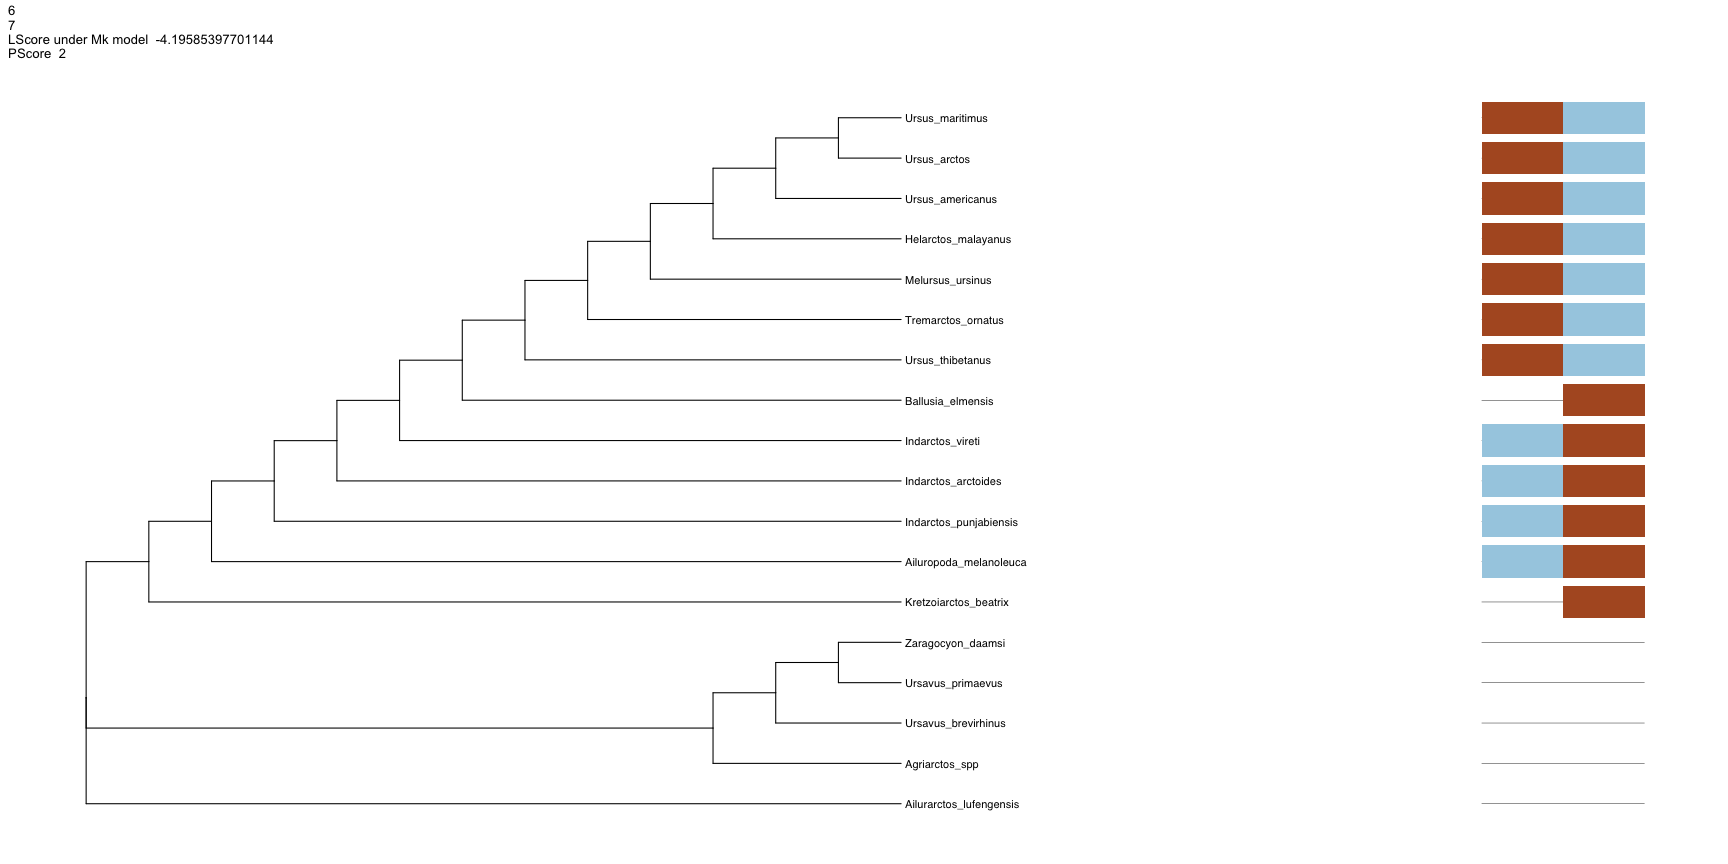 6
7
LScore under Mk model -4.19585397701144
PScore 2
Ursus_maritimus
Ursus_arctos
Ursus_americanus
Helarctos_malayanus
Melursus_ursinus
Tremarctos_ornatus
Ursus_thibetanus
Ballusia_elmensis
Indarctos_vireti
Indarctos_arctoides
Indarctos_punjabiensis
Ailuropoda_melanoleuca
Kretzoiarctos_beatrix
Zaragocyon_daamsi
Ursavus_primaevus
Ursavus_brevirhinus
Agriarctos_spp
Ailurarctos_lufengensis